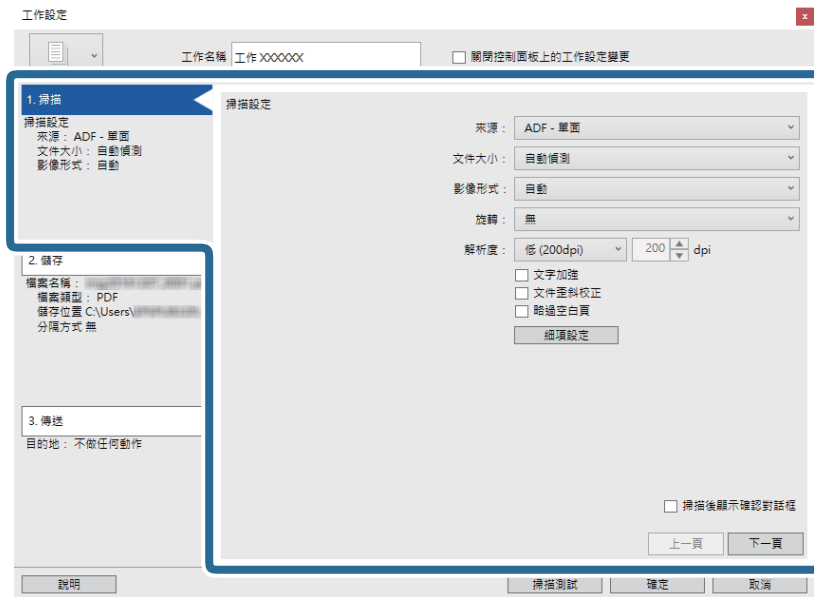 工作設定
工作名稱 工作 XXXXXX 關閉控制面板上的工作設定變更
1. 掃描
掃描設定
來源： ADF - 單面
文件大小： 自動偵測
影像形式： 自動
掃描設定
來源： ADF - 單面
文件大小： 自動偵測
影像形式： 自動
旋轉： 無
解析度： 低 (200dpi) 200 dpi
文字加強
文件歪斜校正
略過空白頁
細項設定
2. 儲存
檔案名稱：
檔案類型： PDF
儲存位置 C:\Users\
分隔方式 無
3. 傳送
目的地： 不做任何動作
掃描後顯示確認對話框
上一頁 下一頁
說明 掃描測試 確定 取消